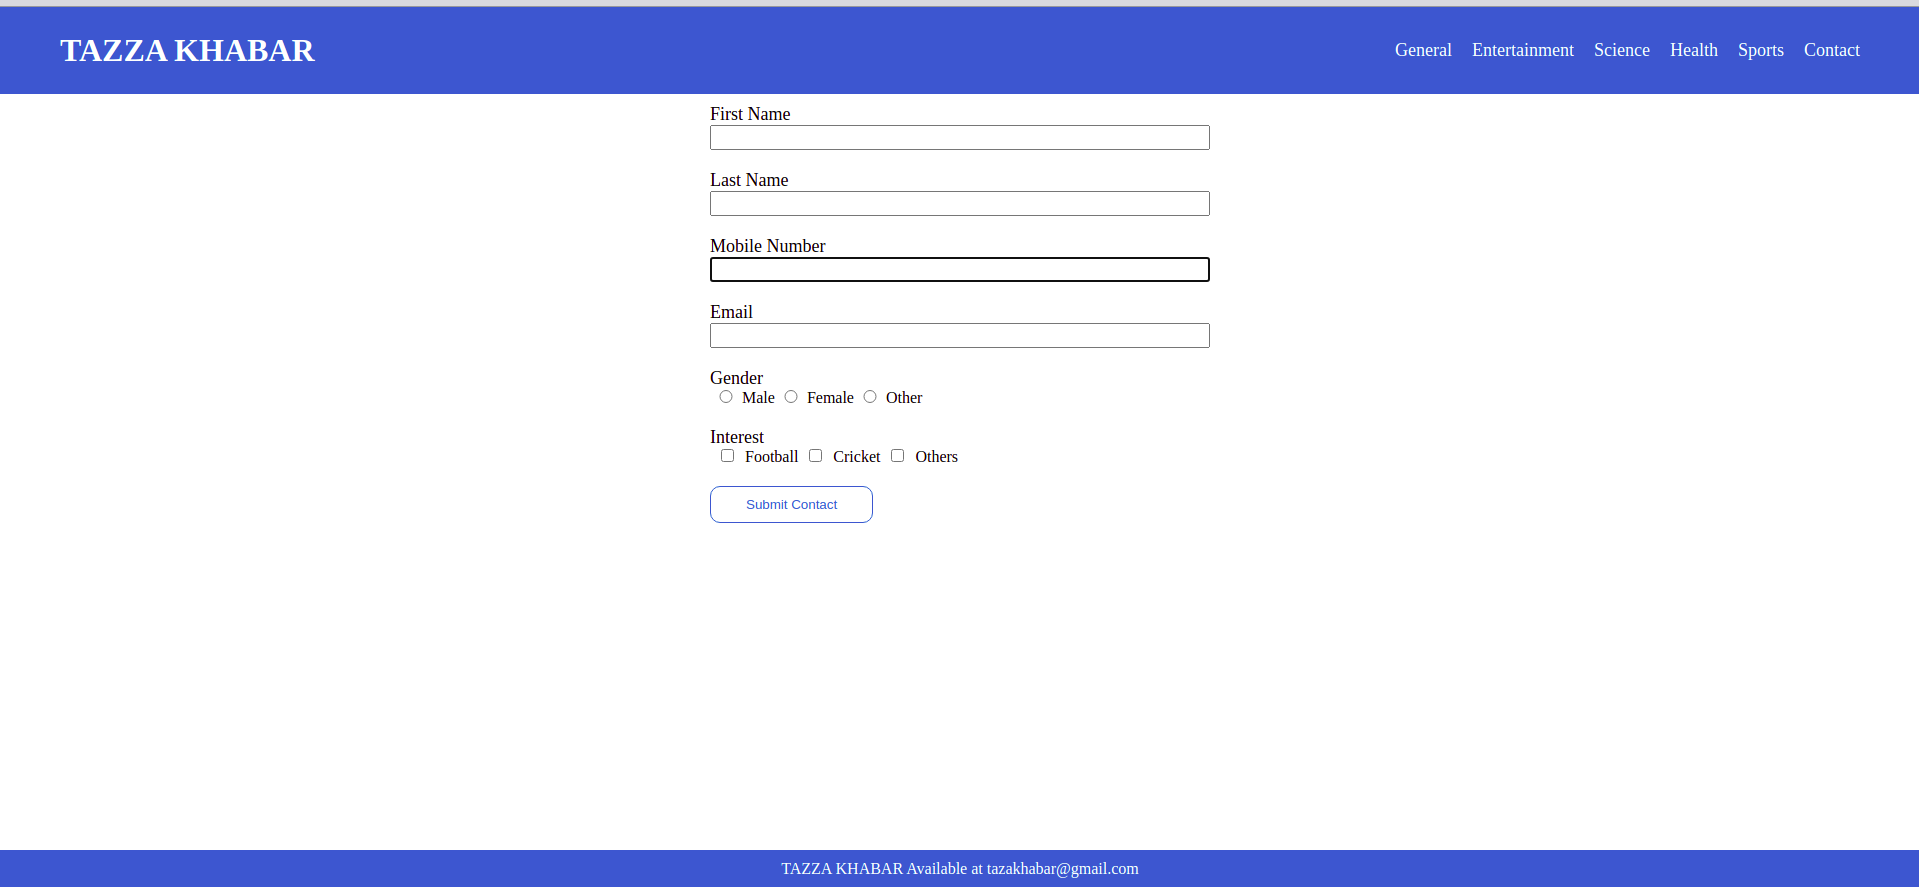 TAZZA KHABAR
General Entertainment Science Health Sports Contact
First Name
Last Name
Mobile Number
Email
Gender
Male Female Other
Interest
Football Cricket Others
Submit Contact
TAZZA KHABAR Available at tazakhabar@gmail.com